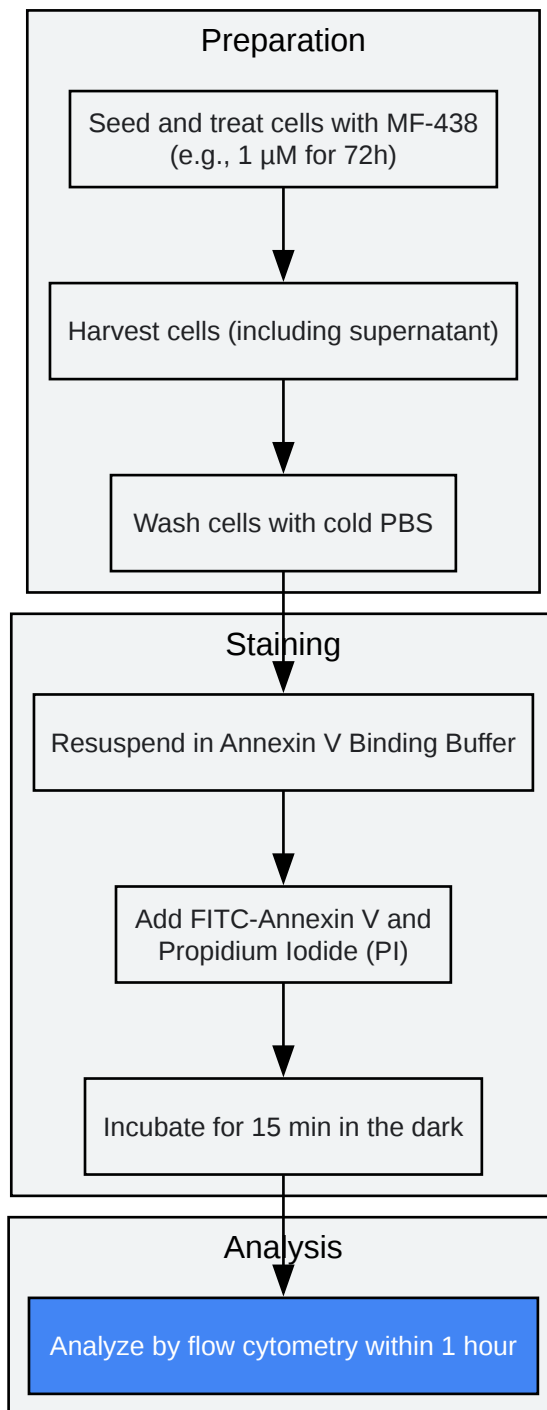 Preparation
Seed and treat cells with MF-438
(e.g., 1 µM for 72h)
Harvest cells (including supernatant)
Wash cells with cold PBS
Staining
Resuspend in Annexin V Binding Buffer
Add FITC-Annexin V and
Propidium Iodide (PI)
Incubate for 15 min in the dark
Analysis
Analyze by flow cytometry within 1 hour